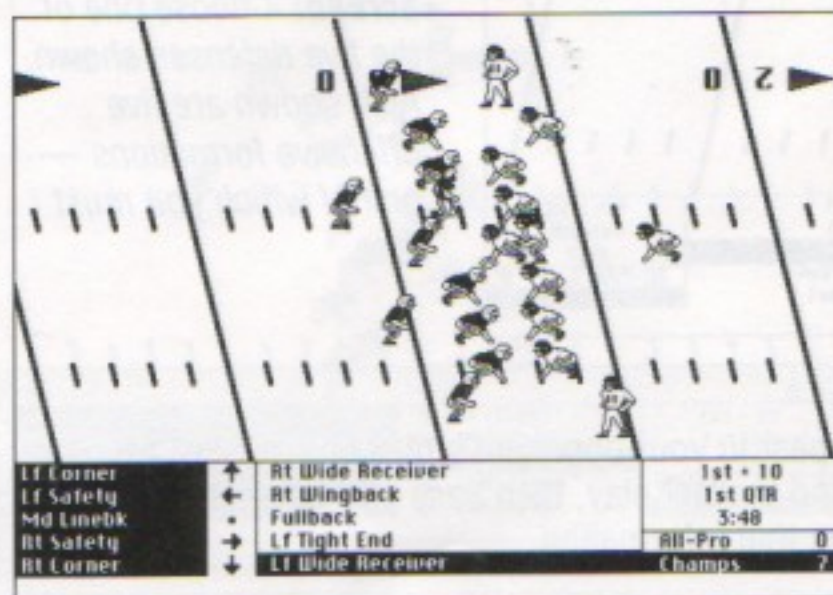 0 0 2
Lf Corner ↑ Rt Wide Receiver 1st • 10
Lf Safety ← Rt Wingback 1st QTR
Md Linebk • Fullback 3:48
Rt Safety → Lf Tight End All-Pro 0
Rt Corner ↓ Lf Wide Receiver Champs 7